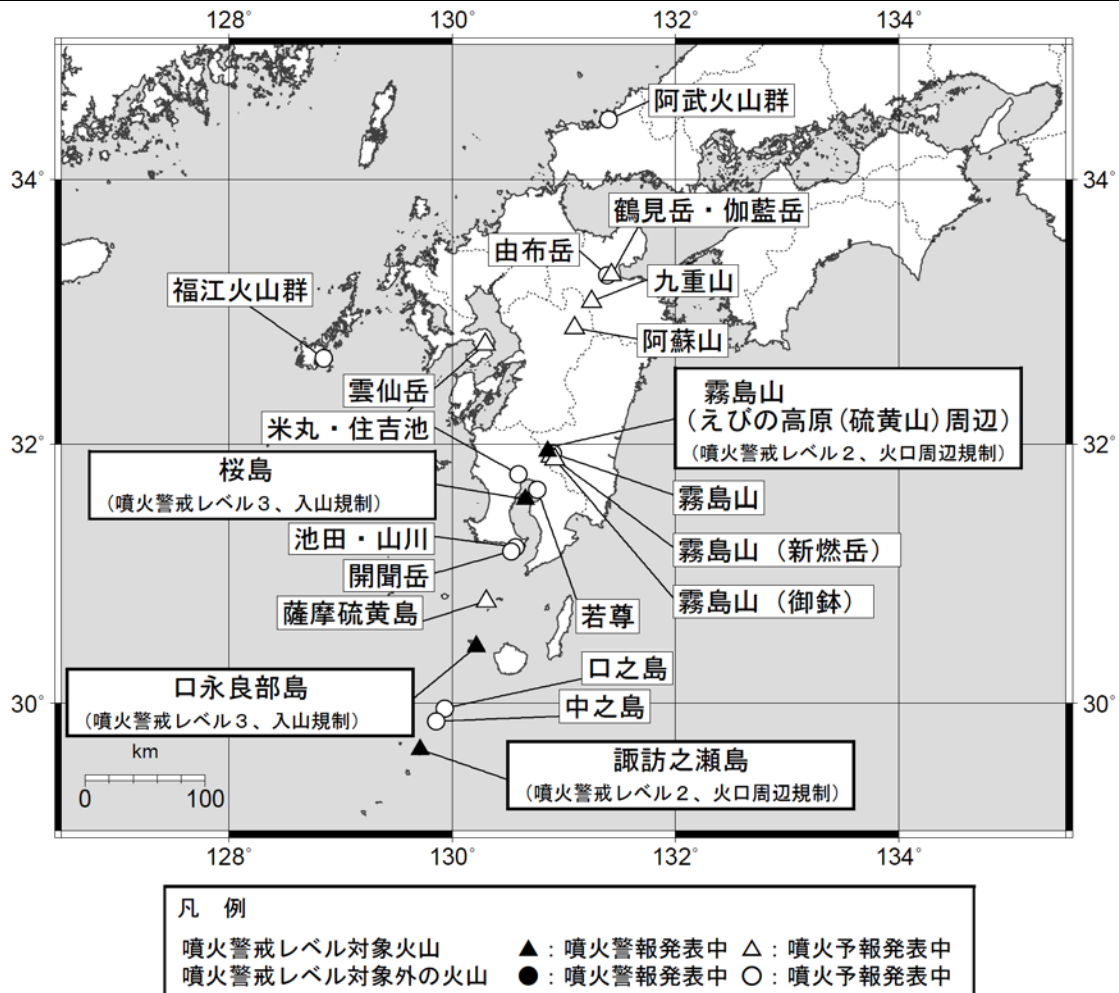 128° 130° 132° 134°
阿武火山群
34° 34°
鶴見岳・伽藍岳
由布岳
九重山
福江火山群
阿蘇山
雲仙岳
霧島山
(えびの高原(硫黄山)周辺)
(噴火警戒レベル2、火口周辺規制)
米丸・住吉池
32° 32°
桜島
(噴火警戒レベル3、入山規制)
霧島山
池田・山川
霧島山(新燃岳)
開聞岳
霧島山(御鉢)
薩摩硫黄島
若尊
口之島
口永良部島
(噴火警戒レベル3、入山規制)
30° 30°
中之島
km
0 100
諏訪之瀬島
(噴火警戒レベル2、火口周辺規制)
128° 130° 132° 134°
凡 例
噴火警戒レベル対象火山 ▲:噴火警報発表中 △:噴火予報発表中
噴火警戒レベル対象外の火山 ●:噴火警報発表中 ○:噴火予報発表中